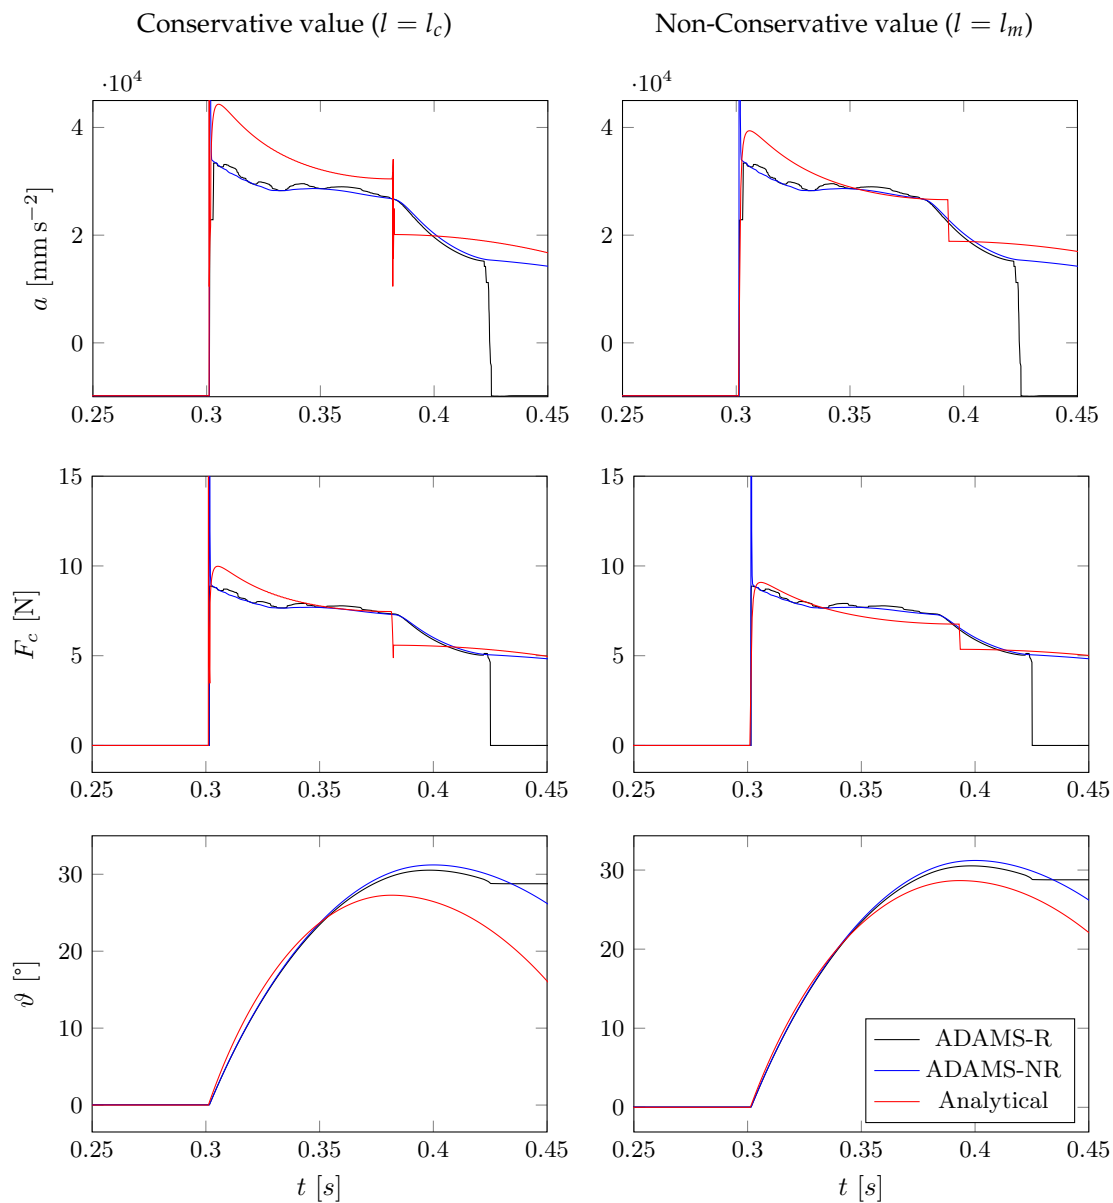 Conservative value (l = l_c)
Non-Conservative value (l = l_m)
·10^4
·10^4
4
2
0
a [mm s^−2]
0.25 0.3 0.35 0.4 0.45
4
2
0
0.25 0.3 0.35 0.4 0.45
15
10
5
0
F_c [N]
0.25 0.3 0.35 0.4 0.45
15
10
5
0
0.25 0.3 0.35 0.4 0.45
30
20
10
0
ϑ [°]
0.25 0.3 0.35 0.4 0.45
t [s]
30
20
10
0
ADAMS-R
ADAMS-NR
Analytical
0.25 0.3 0.35 0.4 0.45
t [s]